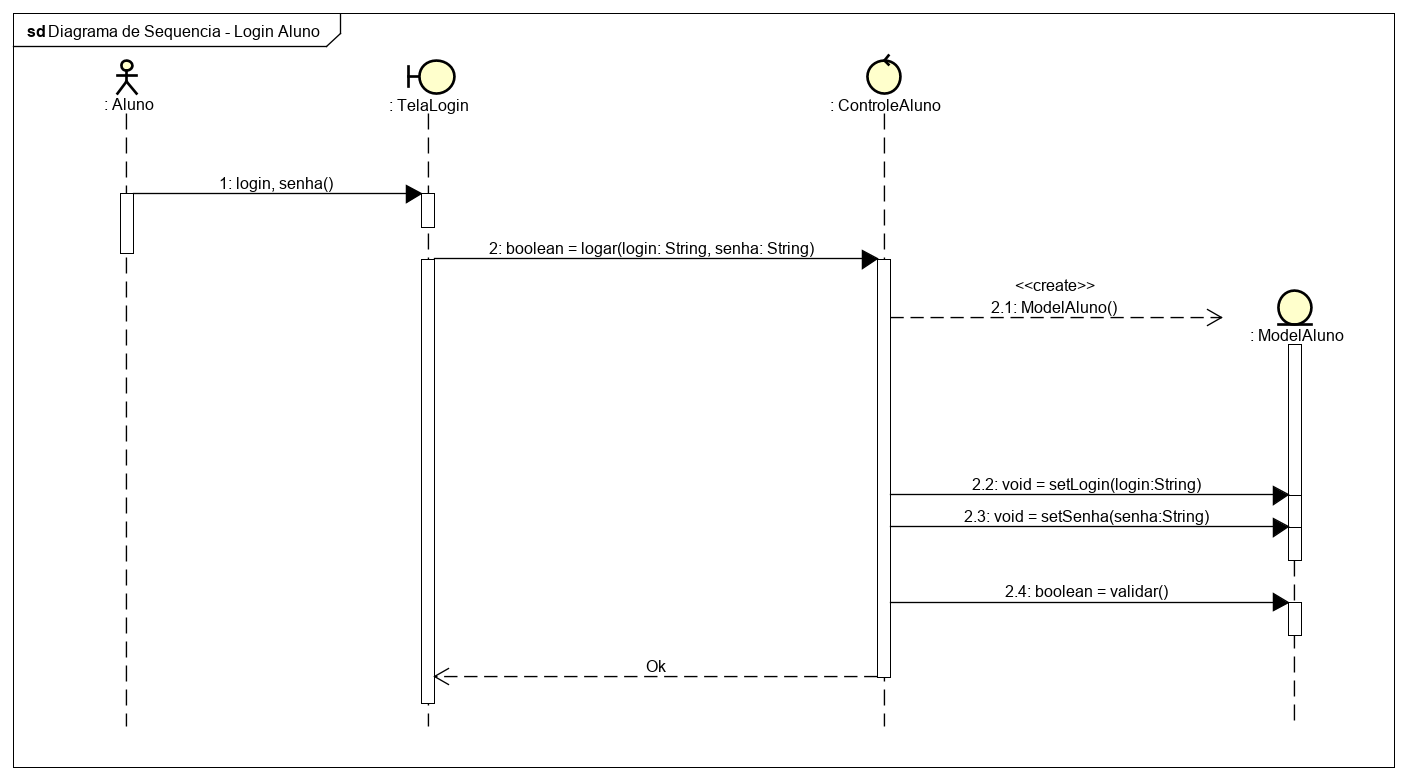 sd Diagrama de Sequencia - Login Aluno
: Aluno
: TelaLogin
: ControleAluno
1: login, senha()
2: boolean = logar(login: String, senha: String)
<<create>>
2.1: ModelAluno()
: ModelAluno
2.2: void = setLogin(login:String)
2.3: void = setSenha(senha:String)
2.4: boolean = validar()
Ok